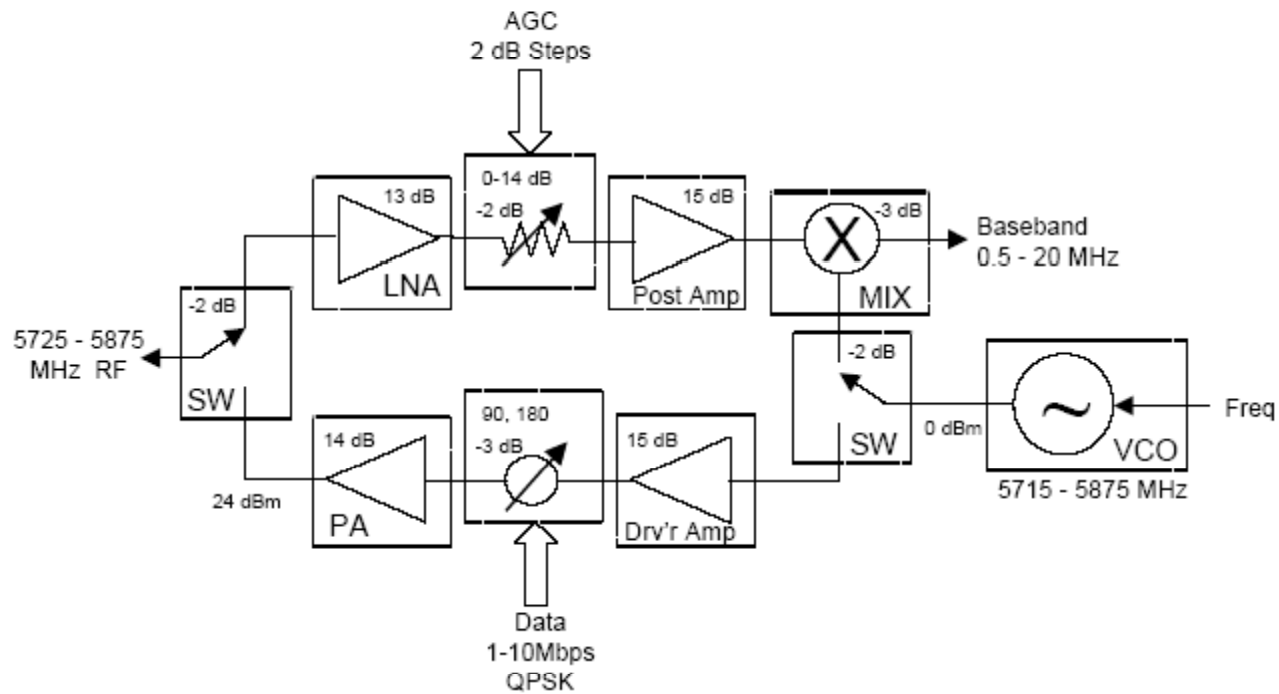 AGC
2 dB Steps
13 dB
LNA
0-14 dB
-2 dB
15 dB
Post Amp
-3 dB
X
MIX
Baseband
0.5 - 20 MHz
-2 dB
SW
5725 - 5875
MHz RF
-2 dB
SW
0 dBm
VCO
5715 - 5875 MHz
Freq
14 dB
PA
24 dBm
90, 180
-3 dB
15 dB
Drv'r Amp
Data
1-10Mbps
QPSK